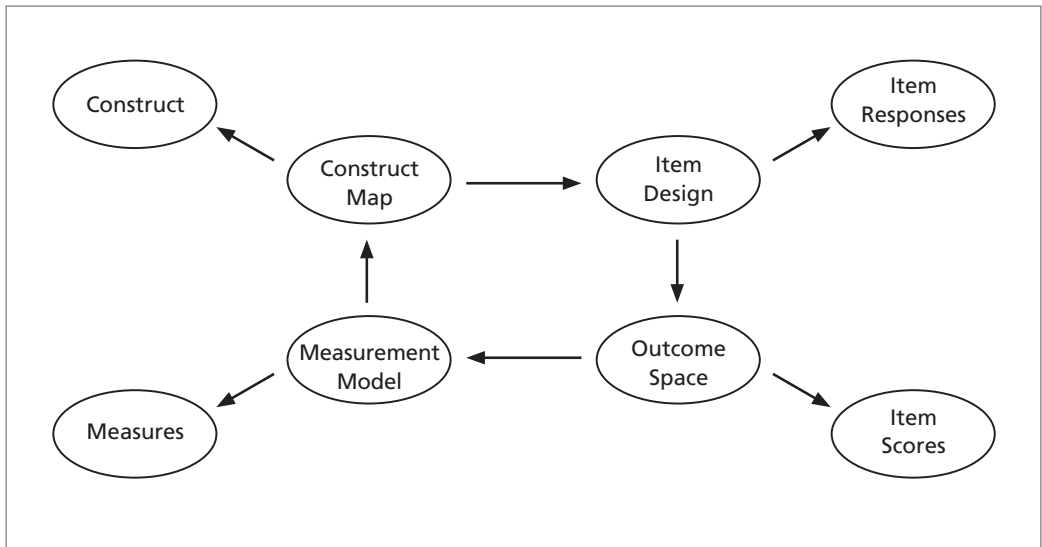 Construct
Item
Responses
Construct
Map
Item
Design
Measurement
Model
Outcome
Space
Measures
Item
Scores